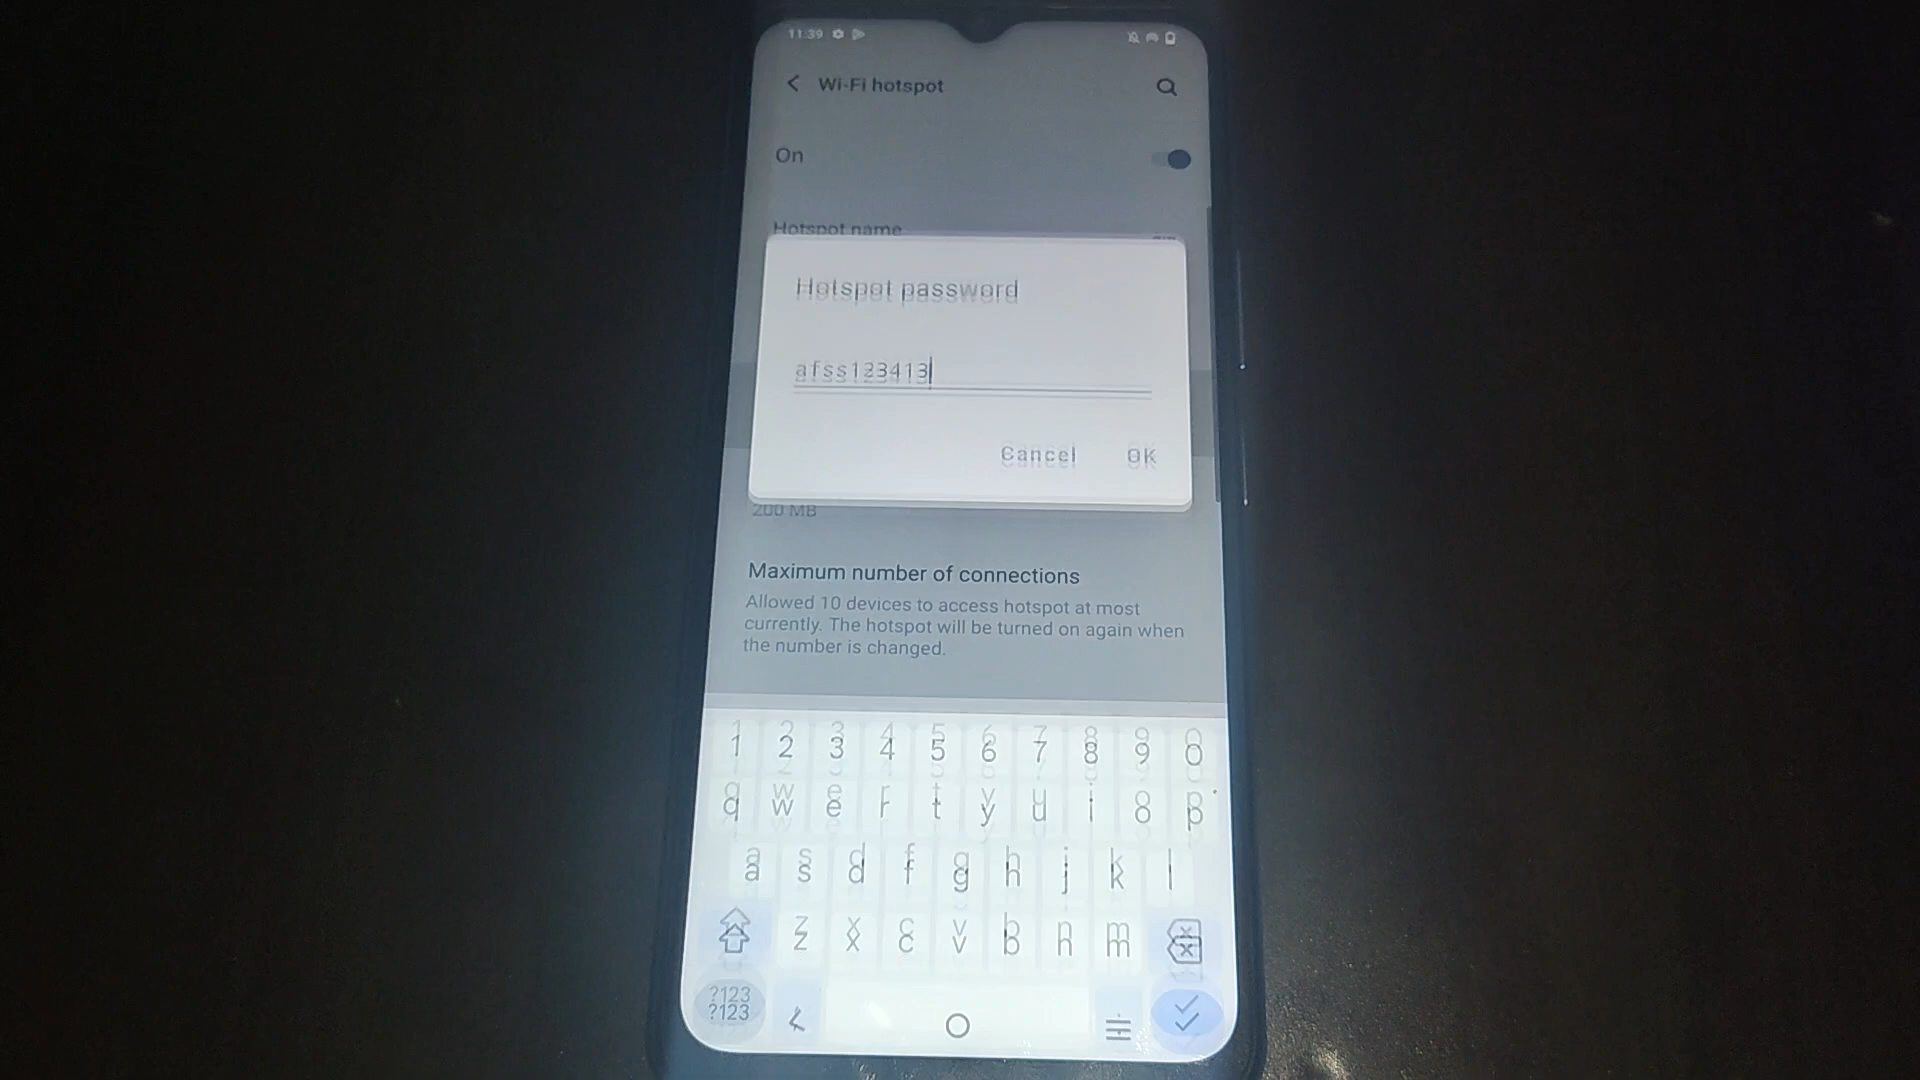 11:39
Wi-Fi hotspot
On
Hotspot name
Hotspot password
afss123413
Cancel OK
200 MB
Maximum number of connections
Allowed 10 devices to access hotspot at most
currently. The hotspot will be turned on again when
the number is changed.
1 2 3 4 5 6 7 8 9 0
q w e r t y u i o p
a s d f g h j k l
z x c v b n m
?123